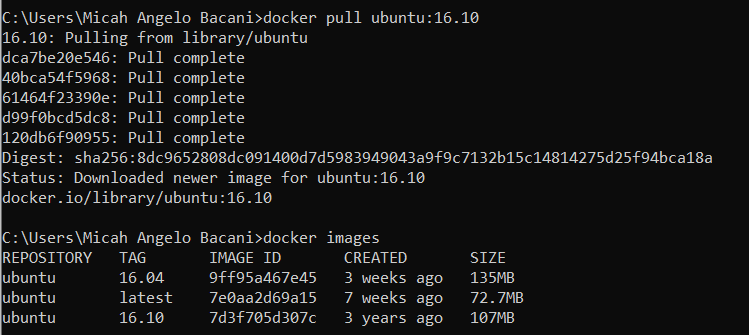 C:\Users\Micah Angelo Bacani>docker pull ubuntu:16.10
16.10: Pulling from library/ubuntu
dca7be20e546: Pull complete
40bca54f5968: Pull complete
61464f23390e: Pull complete
d99f0bcd5dc8: Pull complete
120db6f90955: Pull complete
Digest: sha256:8dc9652808dc091400d7d5983949043a9f9c7132b15c14814275d25f94bca18a
Status: Downloaded newer image for ubuntu:16.10
docker.io/library/ubuntu:16.10
C:\Users\Micah Angelo Bacani>docker images
REPOSITORY TAG IMAGE ID CREATED SIZE
ubuntu 16.04 9ff95a467e45 3 weeks ago 135MB
ubuntu latest 7e0aa2d69a15 7 weeks ago 72.7MB
ubuntu 16.10 7d3f705d307c 3 years ago 107MB